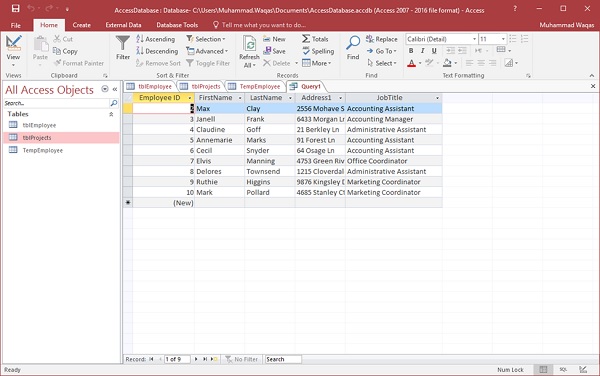 AccessDatabase : Database- C:\Users\Muhammad.Waqas\Documents\AccessDatabase.accdb (Access 2007 - 2016 file format) - Access
File Home Create External Data Database Tools Tell me what you want to do... Muhammad Waqas
View Paste Cut Copy Format Painter Filter Ascending Descending Remove Sort Selection Advanced Toggle Filter Refresh All New Save Delete Totals Spelling More Find Replace Go To Select Calibri (Detail) 11 B I U
Views Clipboard Sort & Filter Records Find Text Formatting
All Access Objects
Search...
Tables
tblEmployee
tblProjects
TempEmployee
tblEmployee tblProjects TempEmployee Query1
Employee ID FirstName LastName Address1 JobTitle
2 Max Clay 2556 Mohave S Accounting Assistant
3 Janell Frank 6433 Morgan Ln Accounting Manager
4 Claudine Goff 21 Berkley Ln Administrative Assistant
5 Annemarie Marks 91 Forest Ln Accounting Assistant
6 Cecil Snyder 64 Osage Ln Accounting Assistant
7 Elvis Manning 4753 Green Riv Office Coordinator
8 Delores Townsend 1215 Cloverdal Administrative Assistant
9 Ruthie Higgins 9876 Kingsley D Marketing Coordinator
10 Mark Pollard 4685 Stanley Ct Marketing Coordinator
(New)
Record: 1 of 9 No Filter Search
Ready Num Lock SQL